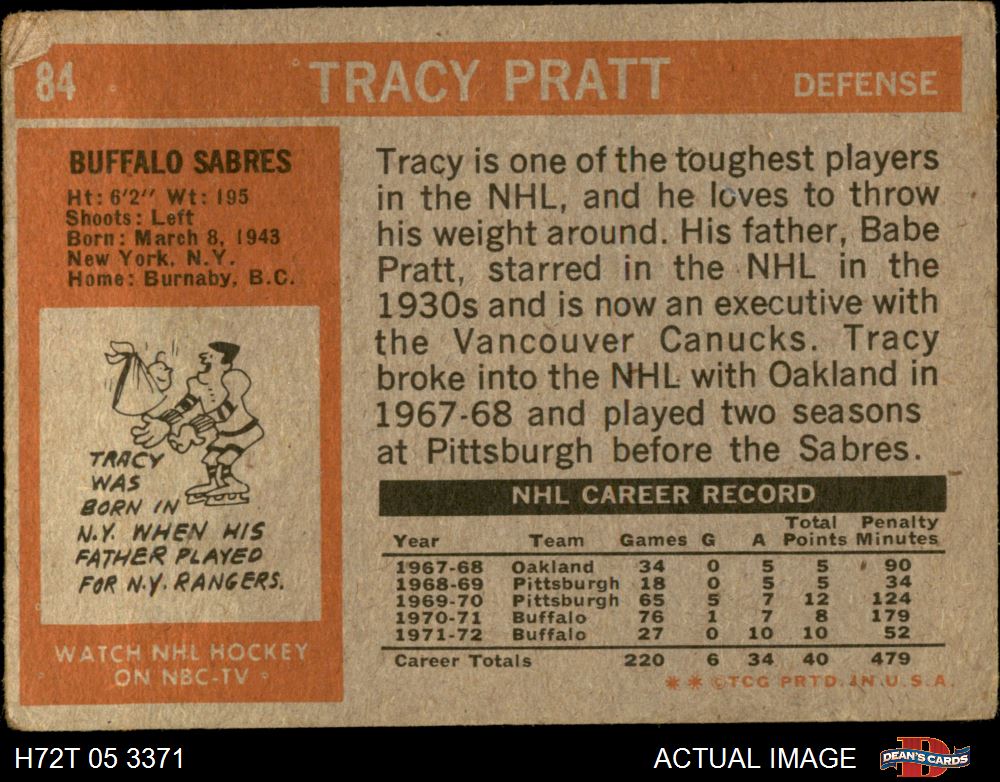 84 TRACY PRATT DEFENSE
BUFFALO SABRES
Ht: 6'2" Wt: 195
Shoots: Left
Born: March 8, 1943
New York, N.Y.
Home: Burnaby, B.C.
TRACY
WAS
BORN IN
N.Y. WHEN HIS
FATHER PLAYED
FOR N.Y. RANGERS.
WATCH NHL HOCKEY
ON NBC-TV
Tracy is one of the toughest players
in the NHL, and he loves to throw
his weight around. His father, Babe
Pratt, starred in the NHL in the
1930s and is now an executive with
the Vancouver Canucks. Tracy
broke into the NHL with Oakland in
1967-68 and played two seasons
at Pittsburgh before the Sabres.
NHL CAREER RECORD
Total Penalty
Year Team Games G A Points Minutes
1967-68 Oakland 34 0 5 5 90
1968-69 Pittsburgh 18 0 5 5 34
1969-70 Pittsburgh 65 5 7 12 124
1970-71 Buffalo 76 1 7 8 179
1971-72 Buffalo 27 0 10 10 52
Career Totals 220 6 34 40 479
** ©TCG PRTD. IN U.S.A.
H72T 05 3371 ACTUAL IMAGE DEAN'S CARDS